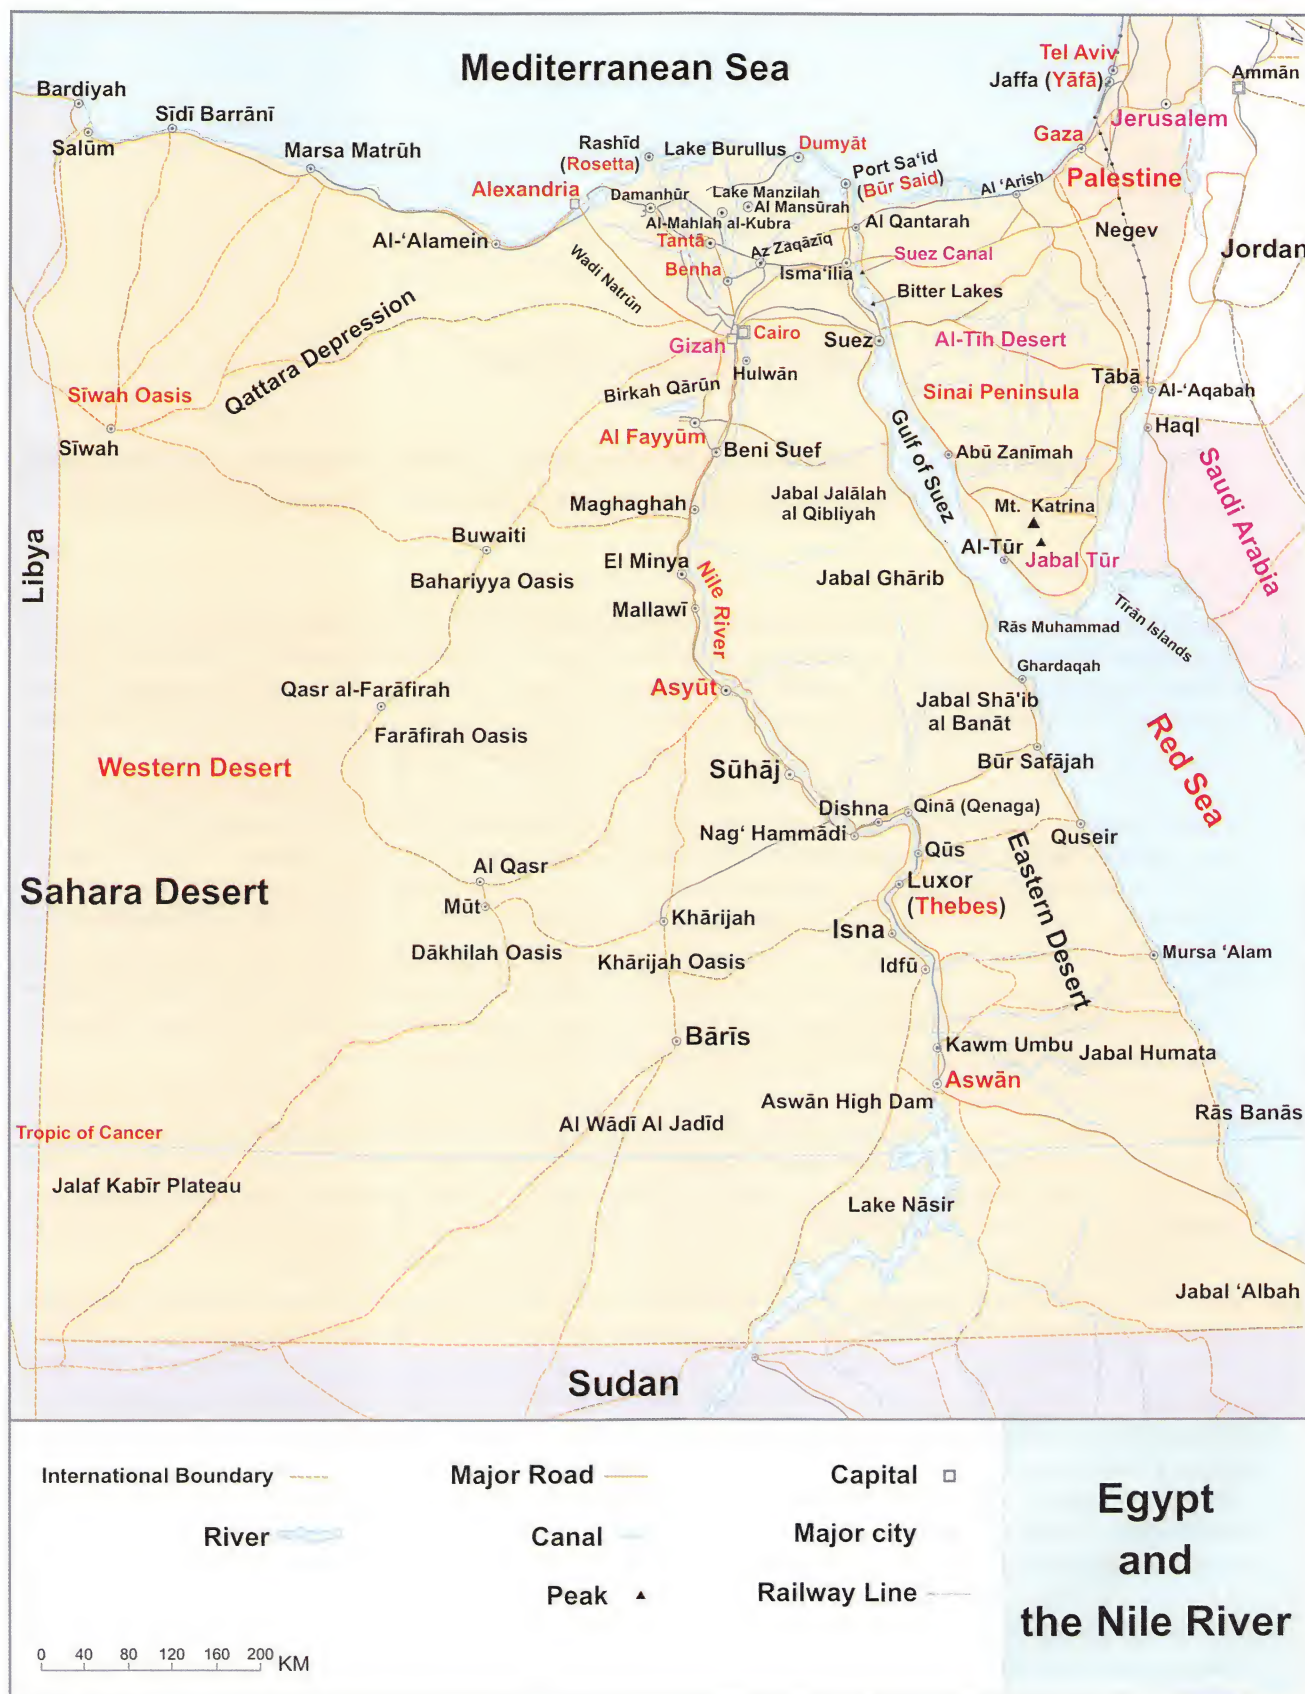 Mediterranean Sea
Tel Aviv
Jaffa (Yāfā)
Ammān
Bardiyah
Sīdī Barrānī
Salūm
Marsa Matrūh
Rashīd
(Rosetta)
Lake Burullus
Dumyāt
Jerusalem
Gaza
Port Sa‘id
(Būr Said)
Al ‘Arish
Palestine
Alexandria
Damanhūr
Lake Manzilah
Al Mansūrah
Al-Mahlah al-Kubra
Al Qantarah
Negev
Jordan
Al-‘Alamein
Tantā
Az Zaqāzīq
Suez Canal
Wadi Natrūn
Benha
Isma‘ilia
Bitter Lakes
Qattara Depression
Cairo
Gizah
Suez
Al-Tīh Desert
Hulwān
Tābā
Al-‘Aqabah
Sīwah Oasis
Birkah Qārūn
Sinai Peninsula
Haql
Sīwah
Al Fayyūm
Beni Suef
Gulf of Suez
Abū Zanīmah
Saudi Arabia
Maghaghah
Jabal Jalālah
al Qibliyah
Mt. Katrina
Buwaiti
Al-Tūr
Jabal Tūr
Libya
El Minya
Nile River
Bahariyya Oasis
Jabal Ghārib
Mallawī
Tīrān Islands
Rās Muhammad
Ghardaqah
Qasr al-Farāfirah
Asyūt
Jabal Shā'ib
al Banāt
Farāfirah Oasis
Red Sea
Western Desert
Sūhāj
Būr Safājah
Dishna
Qinā (Qenaga)
Nag‘ Hammādi
Quseir
Qūs
Eastern Desert
Al Qasr
Sahara Desert
Luxor
(Thebes)
Mūt
Khārijah
Isna
Dākhilah Oasis
Khārijah Oasis
Idfū
Mursa ‘Alam
Bārīs
Kawm Umbu
Jabal Humata
Aswān
Aswān High Dam
Rās Banās
Al Wādī Al Jadīd
Tropic of Cancer
Jalaf Kabīr Plateau
Lake Nāsir
Jabal ‘Albah
Sudan
International Boundary
Major Road
Capital
River
Canal
Major city
Peak
Railway Line
Egypt
and
the Nile River
0 40 80 120 160 200 KM